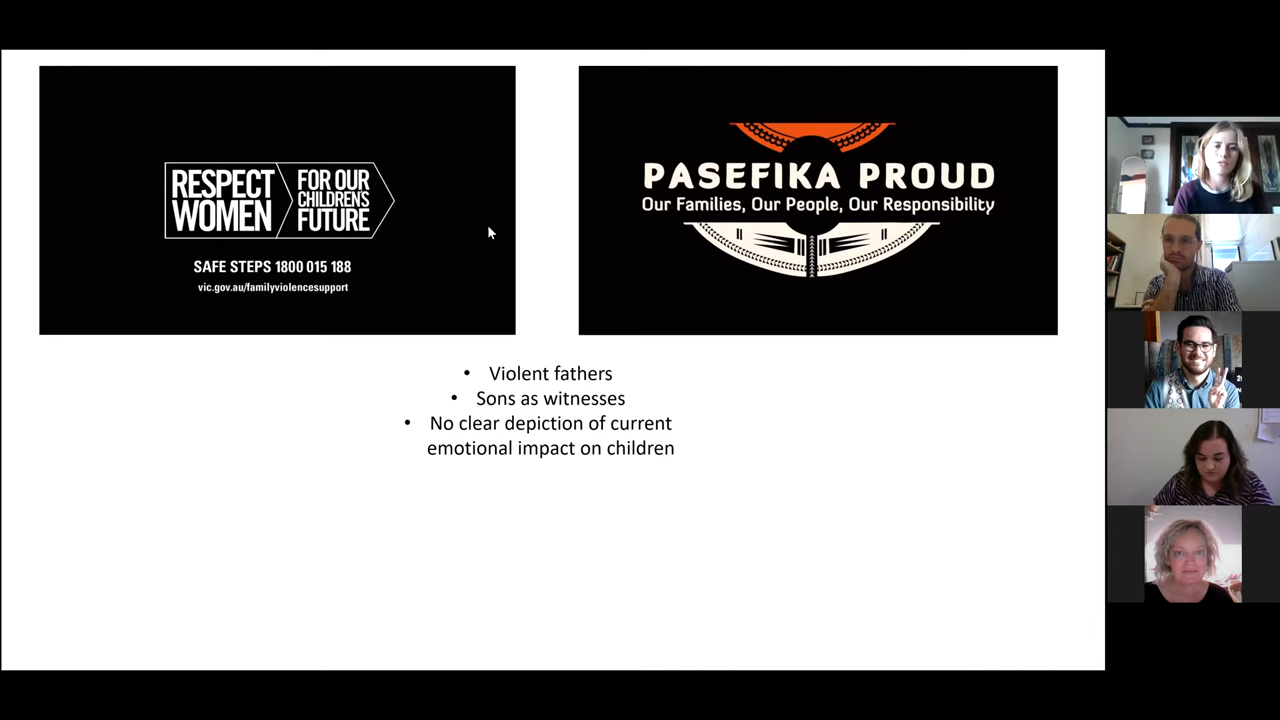 RESPECT WOMEN
FOR OUR CHILDREN'S FUTURE
SAFE STEPS 1800 015 188
vic.gov.au/familyviolencesupport
PASEFIKA PROUD
Our Families, Our People, Our Responsibility
• Violent fathers
• Sons as witnesses
• No clear depiction of current
emotional impact on children